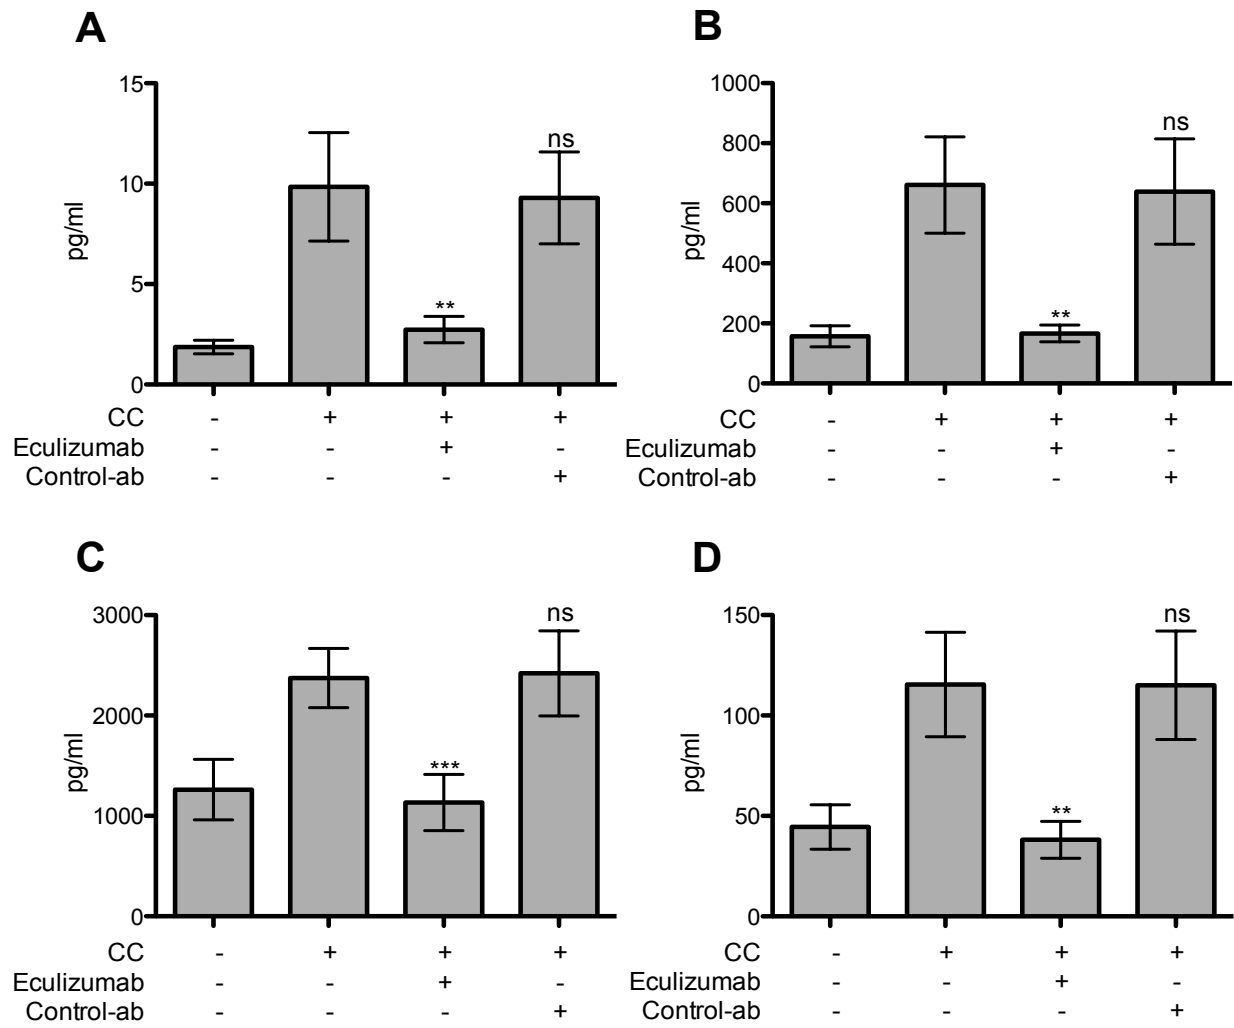 A
15
10
5
0
pg/ml
**
ns
CC - + + +
Eculizumab - - + -
Control-ab - - - +
B
1000
800
600
400
200
0
pg/ml
**
ns
CC - + + +
Eculizumab - - + -
Control-ab - - - +
C
3000
2000
1000
0
pg/ml
***
ns
CC - + + +
Eculizumab - - + -
Control-ab - - - +
D
150
100
50
0
pg/ml
**
ns
CC - + + +
Eculizumab - - + -
Control-ab - - - +